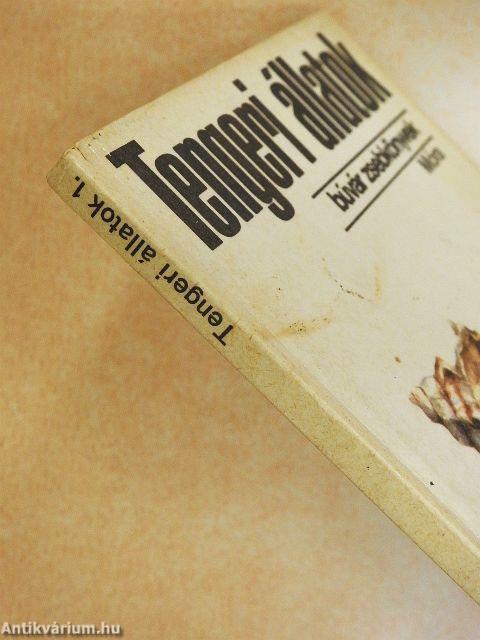 Tengeri állatok
búvár zsebkönyvek
Móra
Tengeri állatok 1.
Antikvárium.hu